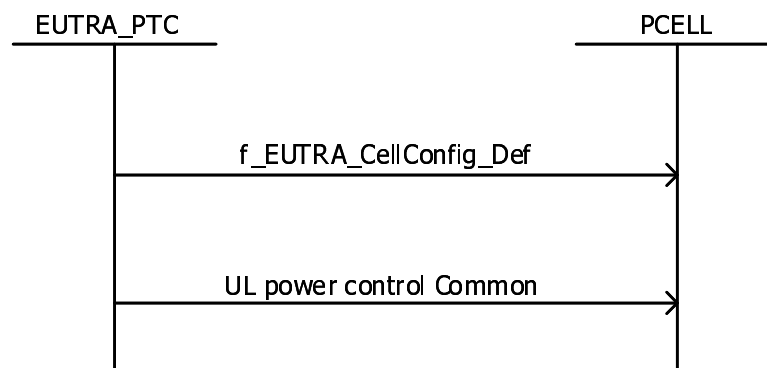 EUTRA_PTC
PCELL
f_EUTRA_CellConfig_Def
UL power control Common